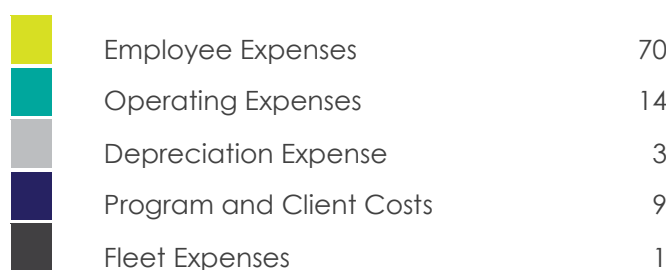 Employee Expenses 70
Operating Expenses 14
Depreciation Expense 3
Program and Client Costs 9
Fleet Expenses 1